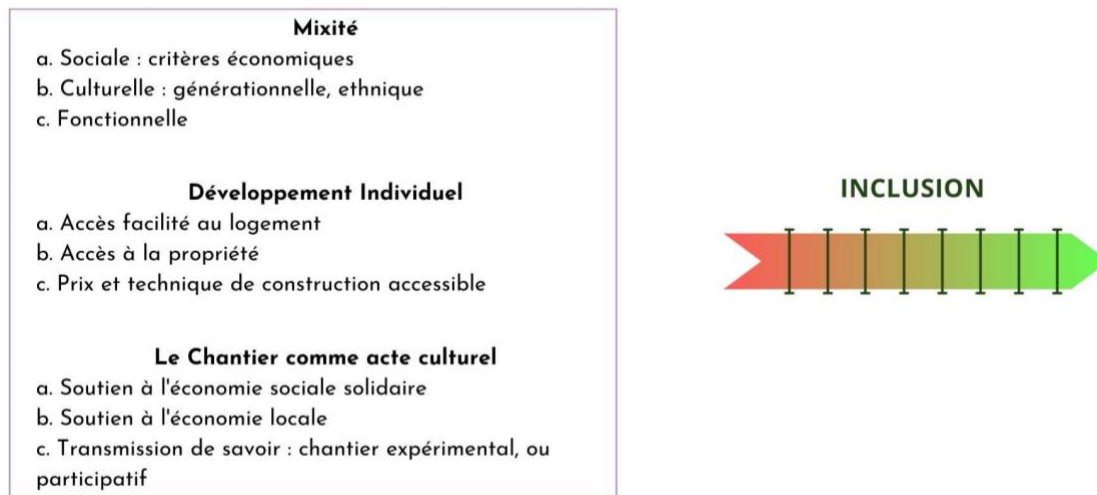 Mixité
a. Sociale : critères économiques
b. Culturelle : générationnelle, ethnique
c. Fonctionnelle
Développement Individuel
a. Accès facilité au logement
b. Accès à la propriété
c. Prix et technique de construction accessible
Le Chantier comme acte culturel
a. Soutien à l'économie sociale solidaire
b. Soutien à l'économie locale
c. Transmission de savoir : chantier expérimental, ou
participatif
INCLUSION